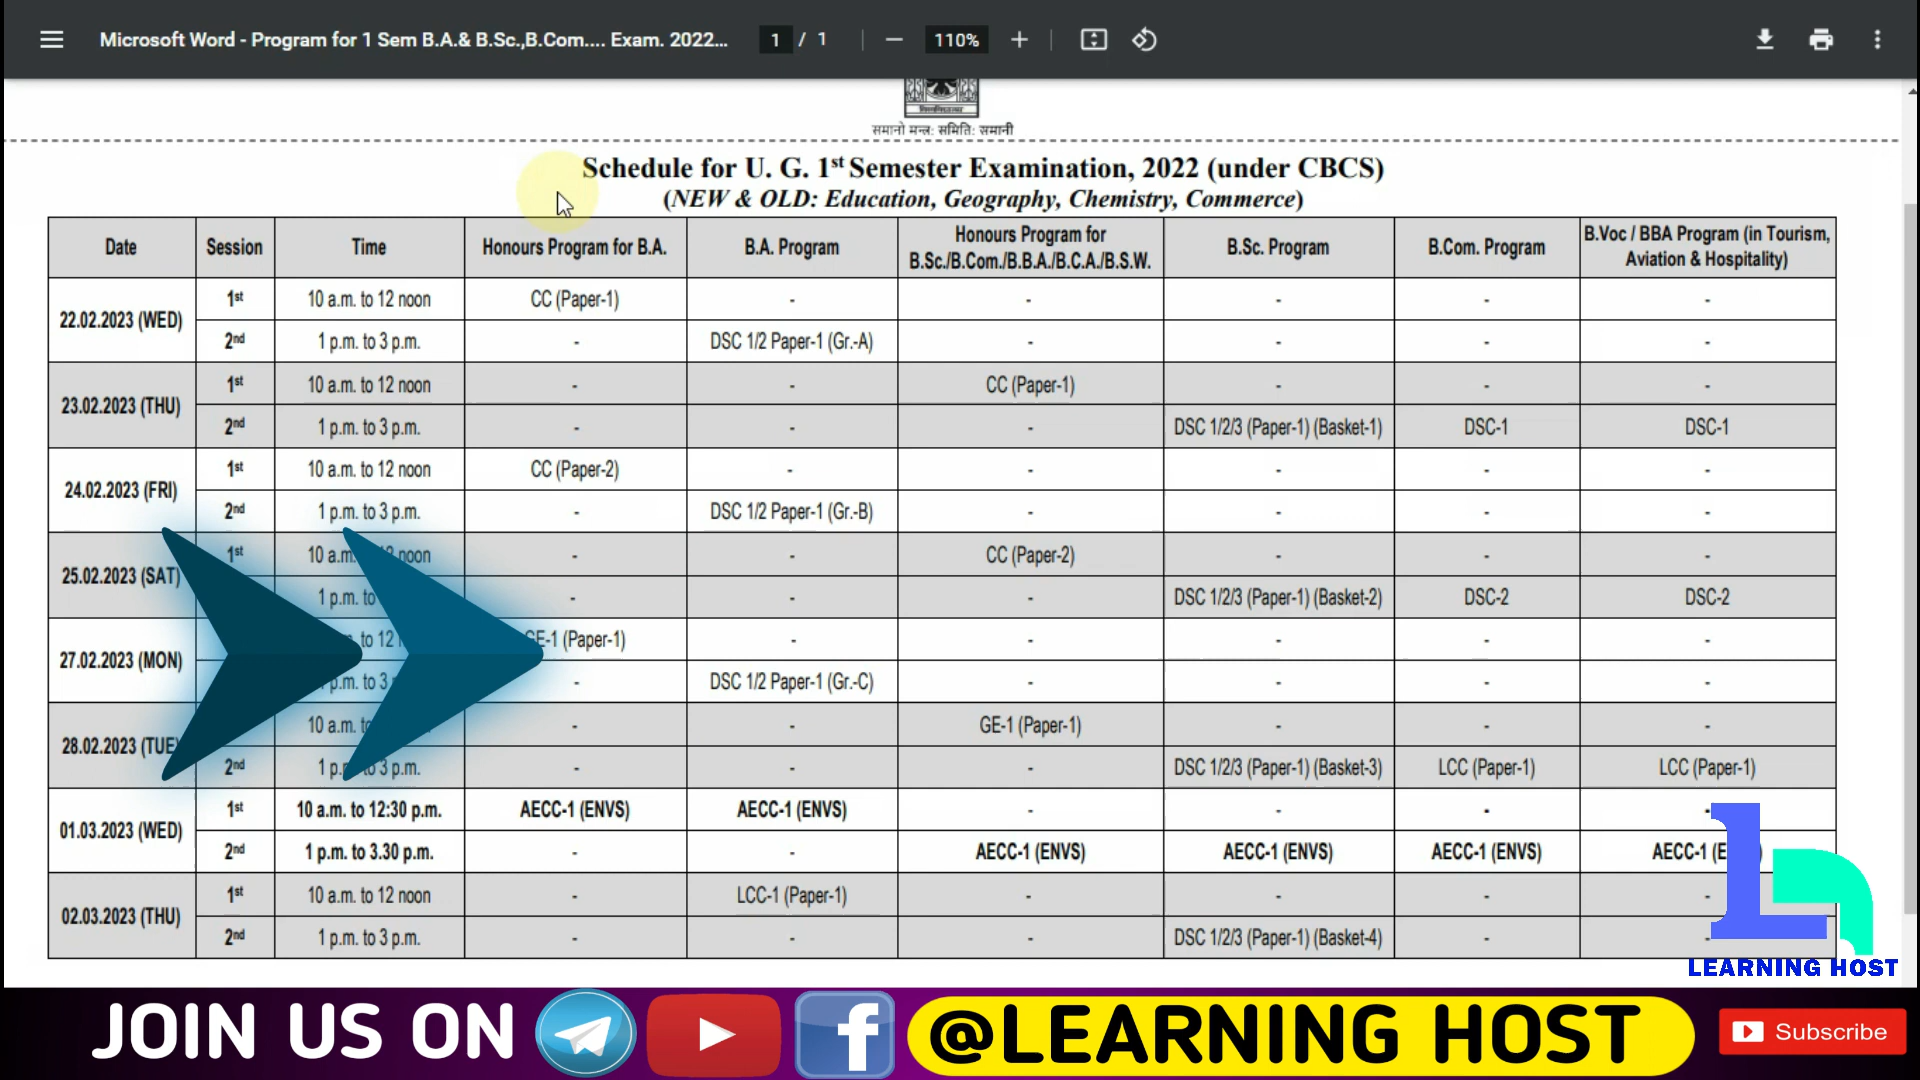 Microsoft Word - Program for 1 Sem B.A.& B.Sc.,B.Com.... Exam. 2022... 1 / 1 110%
समानो मन्त्रः समितिः समानी
Schedule for U. G. 1st Semester Examination, 2022 (under CBCS)
(NEW & OLD: Education, Geography, Chemistry, Commerce)
Date Session Time Honours Program for B.A. B.A. Program Honours Program for B.Sc./B.Com./B.B.A./B.C.A./B.S.W. B.Sc. Program B.Com. Program B.Voc / BBA Program (in Tourism, Aviation & Hospitality)
22.02.2023 (WED) 1st 10 a.m. to 12 noon CC (Paper-1) - - - - -
2nd 1 p.m. to 3 p.m. - DSC 1/2 Paper-1 (Gr.-A) - - - -
23.02.2023 (THU) 1st 10 a.m. to 12 noon - - CC (Paper-1) - - -
2nd 1 p.m. to 3 p.m. - - - DSC 1/2/3 (Paper-1) (Basket-1) DSC-1 DSC-1
24.02.2023 (FRI) 1st 10 a.m. to 12 noon CC (Paper-2) - - - - -
2nd 1 p.m. to 3 p.m. - DSC 1/2 Paper-1 (Gr.-B) - - - -
25.02.2023 (SAT) 1st 10 a.m. noon - - CC (Paper-2) - - -
1 p.m. to - - - DSC 1/2/3 (Paper-1) (Basket-2) DSC-2 DSC-2
27.02.2023 (MON) to 12 GE-1 (Paper-1) - - - - -
p.m. to 3 - DSC 1/2 Paper-1 (Gr.-C) - - - -
28.02.2023 (TUE) 10 a.m. to - - GE-1 (Paper-1) - - -
2nd 1 p.m. to 3 p.m. - - - DSC 1/2/3 (Paper-1) (Basket-3) LCC (Paper-1) LCC (Paper-1)
01.03.2023 (WED) 1st 10 a.m. to 12:30 p.m. AECC-1 (ENVS) AECC-1 (ENVS) - - - -
2nd 1 p.m. to 3.30 p.m. - - AECC-1 (ENVS) AECC-1 (ENVS) AECC-1 (ENVS) AECC-1 (E
02.03.2023 (THU) 1st 10 a.m. to 12 noon - LCC-1 (Paper-1) - - - -
2nd 1 p.m. to 3 p.m. - - - DSC 1/2/3 (Paper-1) (Basket-4) - -
LEARNING HOST
JOIN US ON @LEARNING HOST Subscribe